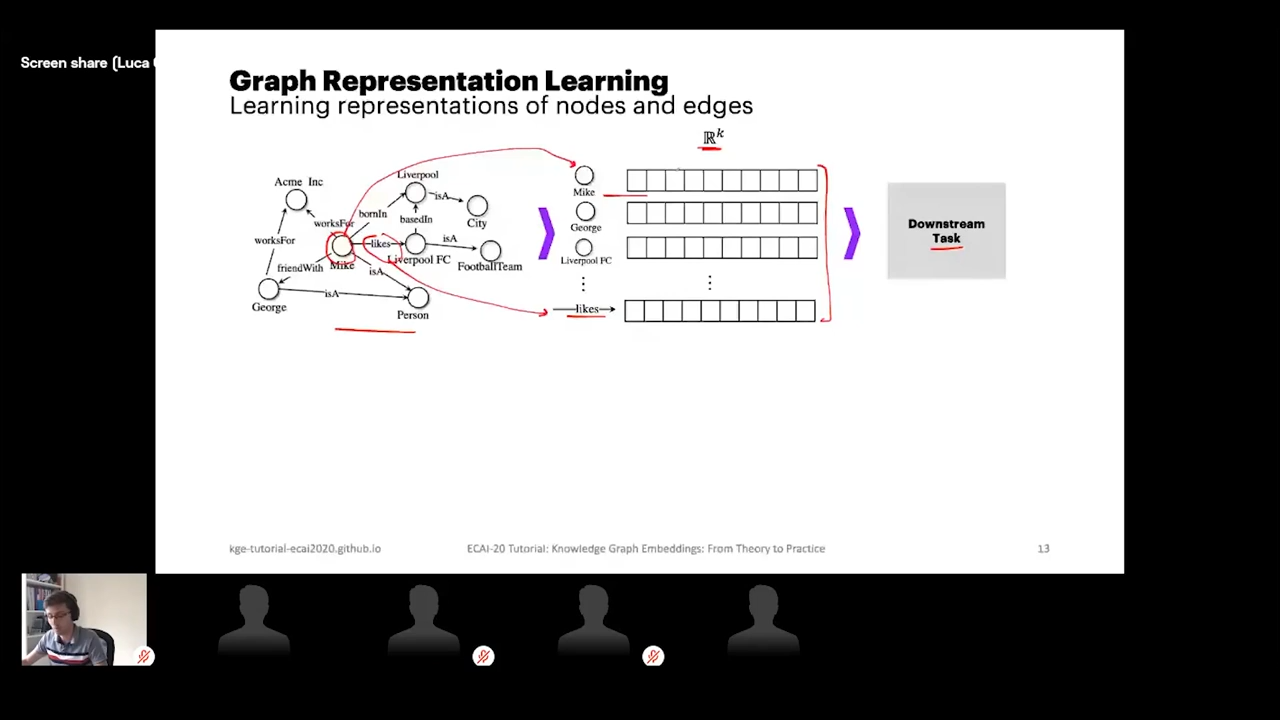 Screen share (Luca
Graph Representation Learning
Learning representations of nodes and edges
ℝᵏ
Acme Inc
Liverpool
isA
City
bornIn
worksFor
basedIn
worksFor
likes
isA
Liverpool FC
FootballTeam
friendWith
Mike
isA
George
isA
Person
Mike
George
Liverpool FC
⋮
⋮
likes
Downstream
Task
kge-tutorial-ecai2020.github.io
ECAI-20 Tutorial: Knowledge Graph Embeddings: From Theory to Practice
13